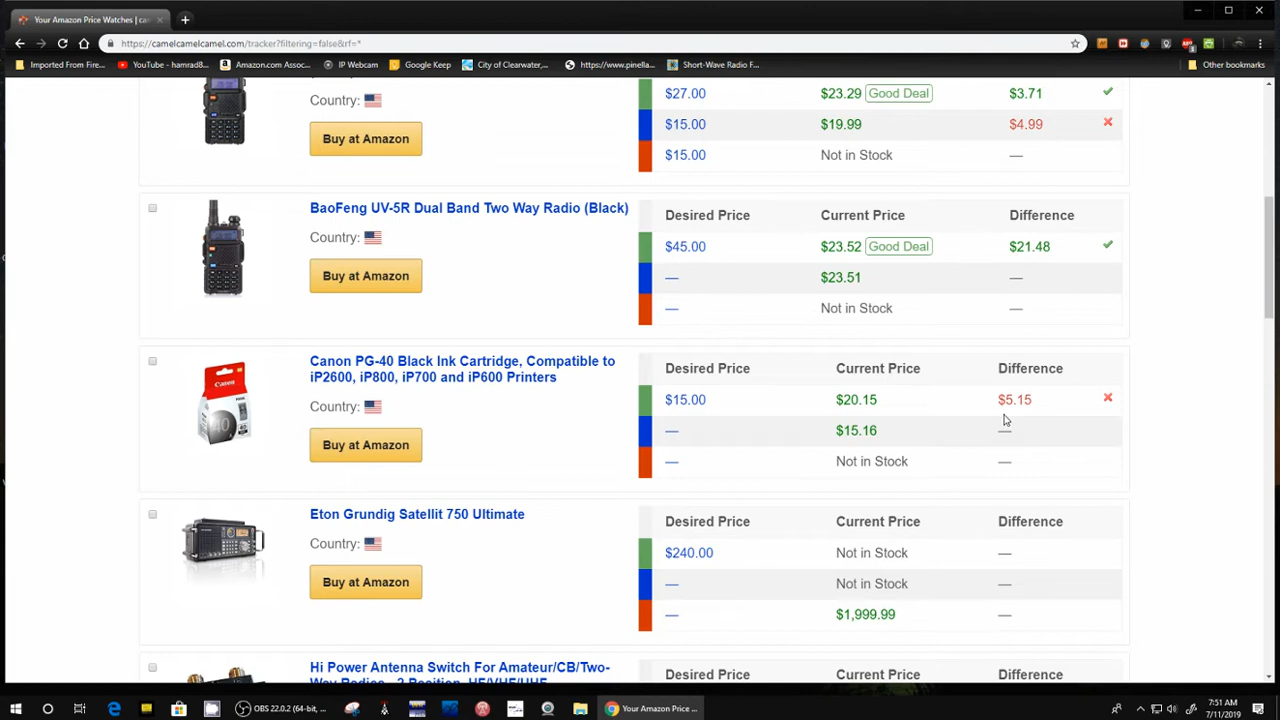 Your Amazon Price Watches | ca
https://camelcamelcamel.com/tracker?filtering=false&rf=*
Imported From Fire...
YouTube - hamrad8...
Amazon.com Assoc...
IP Webcam
Google Keep
City of Clearwater,...
https://www.pinella...
Short-Wave Radio F...
Other bookmarks
Country:
Buy at Amazon
$27.00 $23.29 Good Deal $3.71
$15.00 $19.99 $4.99
$15.00 Not in Stock —
BaoFeng UV-5R Dual Band Two Way Radio (Black)
Country:
Buy at Amazon
Desired Price Current Price Difference
$45.00 $23.52 Good Deal $21.48
— $23.51 —
— Not in Stock —
Canon PG-40 Black Ink Cartridge, Compatible to
iP2600, iP800, iP700 and iP600 Printers
Country:
Buy at Amazon
Desired Price Current Price Difference
$15.00 $20.15 $5.15
— $15.16 —
— Not in Stock —
Eton Grundig Satellit 750 Ultimate
Country:
Buy at Amazon
Desired Price Current Price Difference
$240.00 Not in Stock —
— Not in Stock —
— $1,999.99 —
Hi Power Antenna Switch For Amateur/CB/Two-
Way Radios - 2 Position, HF/VHF/UHF
Desired Price Current Price Difference
OBS 22.0.2 (64-bit, ...
Your Amazon Price ...
7:51 AM
7/11/2019